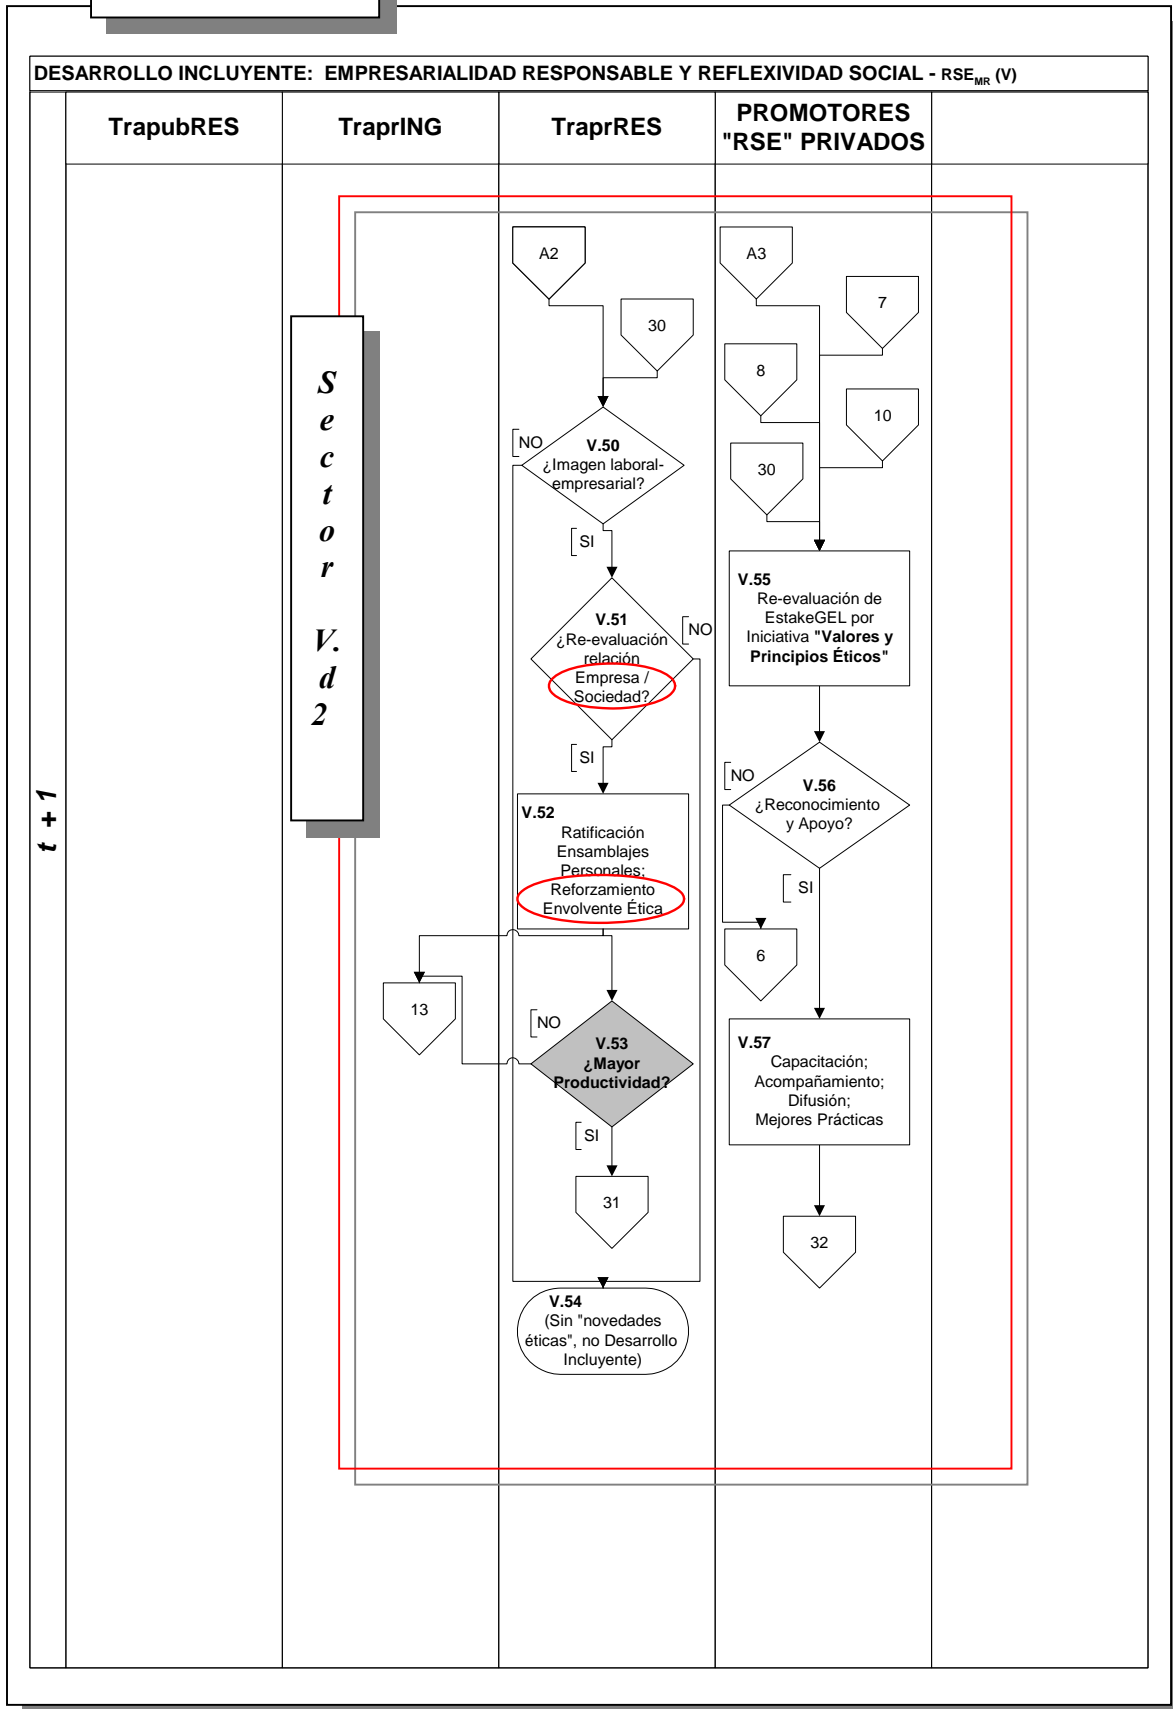 DESARROLLO INCLUYENTE: EMPRESARIALIDAD RESPONSABLE Y REFLEXIVIDAD SOCIAL - RSE_MR (V)
TrapubRES
TraprING
TraprRES
PROMOTORES
"RSE" PRIVADOS
t + 1
Sector
V.
d
2
A2
30
NO
V.50
¿Imagen laboral-
empresarial?
SI
V.51
¿Re-evaluación
relación
Empresa /
Sociedad?
NO
SI
V.52
Ratificación
Ensamblajes
Personales;
Reforzamiento
Envolvente Ética
13
NO
V.53
¿Mayor
Productividad?
SI
31
V.54
(Sin "novedades
éticas", no Desarrollo
Incluyente)
A3
7
8
10
30
V.55
Re-evaluación de
EstakeGEL por
Iniciativa "Valores y
Principios Éticos"
NO
V.56
¿Reconocimiento
y Apoyo?
SI
6
V.57
Capacitación;
Acompañamiento;
Difusión;
Mejores Prácticas
32